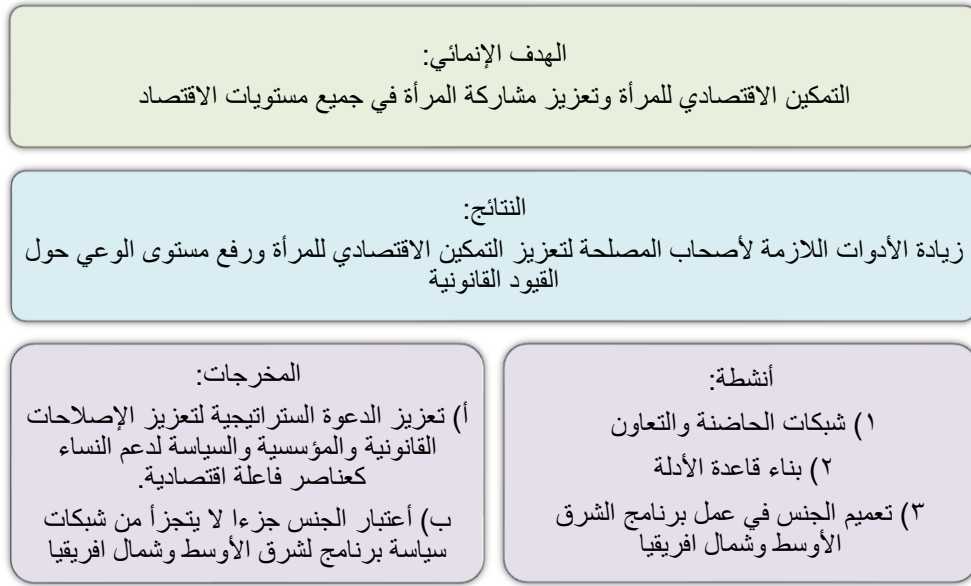 الهدف الإنمائي:
التمكين الاقتصادي للمرأة وتعزيز مشاركة المرأة في جميع مستويات الاقتصاد
النتائج:
زيادة الأدوات اللازمة لأصحاب المصلحة لتعزيز التمكين الاقتصادي للمرأة ورفع مستوى الوعي حول
القيود القانونية
أنشطة:
١) شبكات الحاضنة والتعاون
٢) بناء قاعدة الأدلة
٣) تعميم الجنس في عمل برنامج الشرق
الأوسط وشمال افريقيا
المخرجات:
أ) تعزيز الدعوة الستراتيجية لتعزيز الإصلاحات
القانونية والمؤسسية والسياسة لدعم النساء
كعناصر فاعلة اقتصادية.
ب) أعتبار الجنس جزءا لا يتجزأ من شبكات
سياسة برنامج لشرق الأوسط وشمال افريقيا